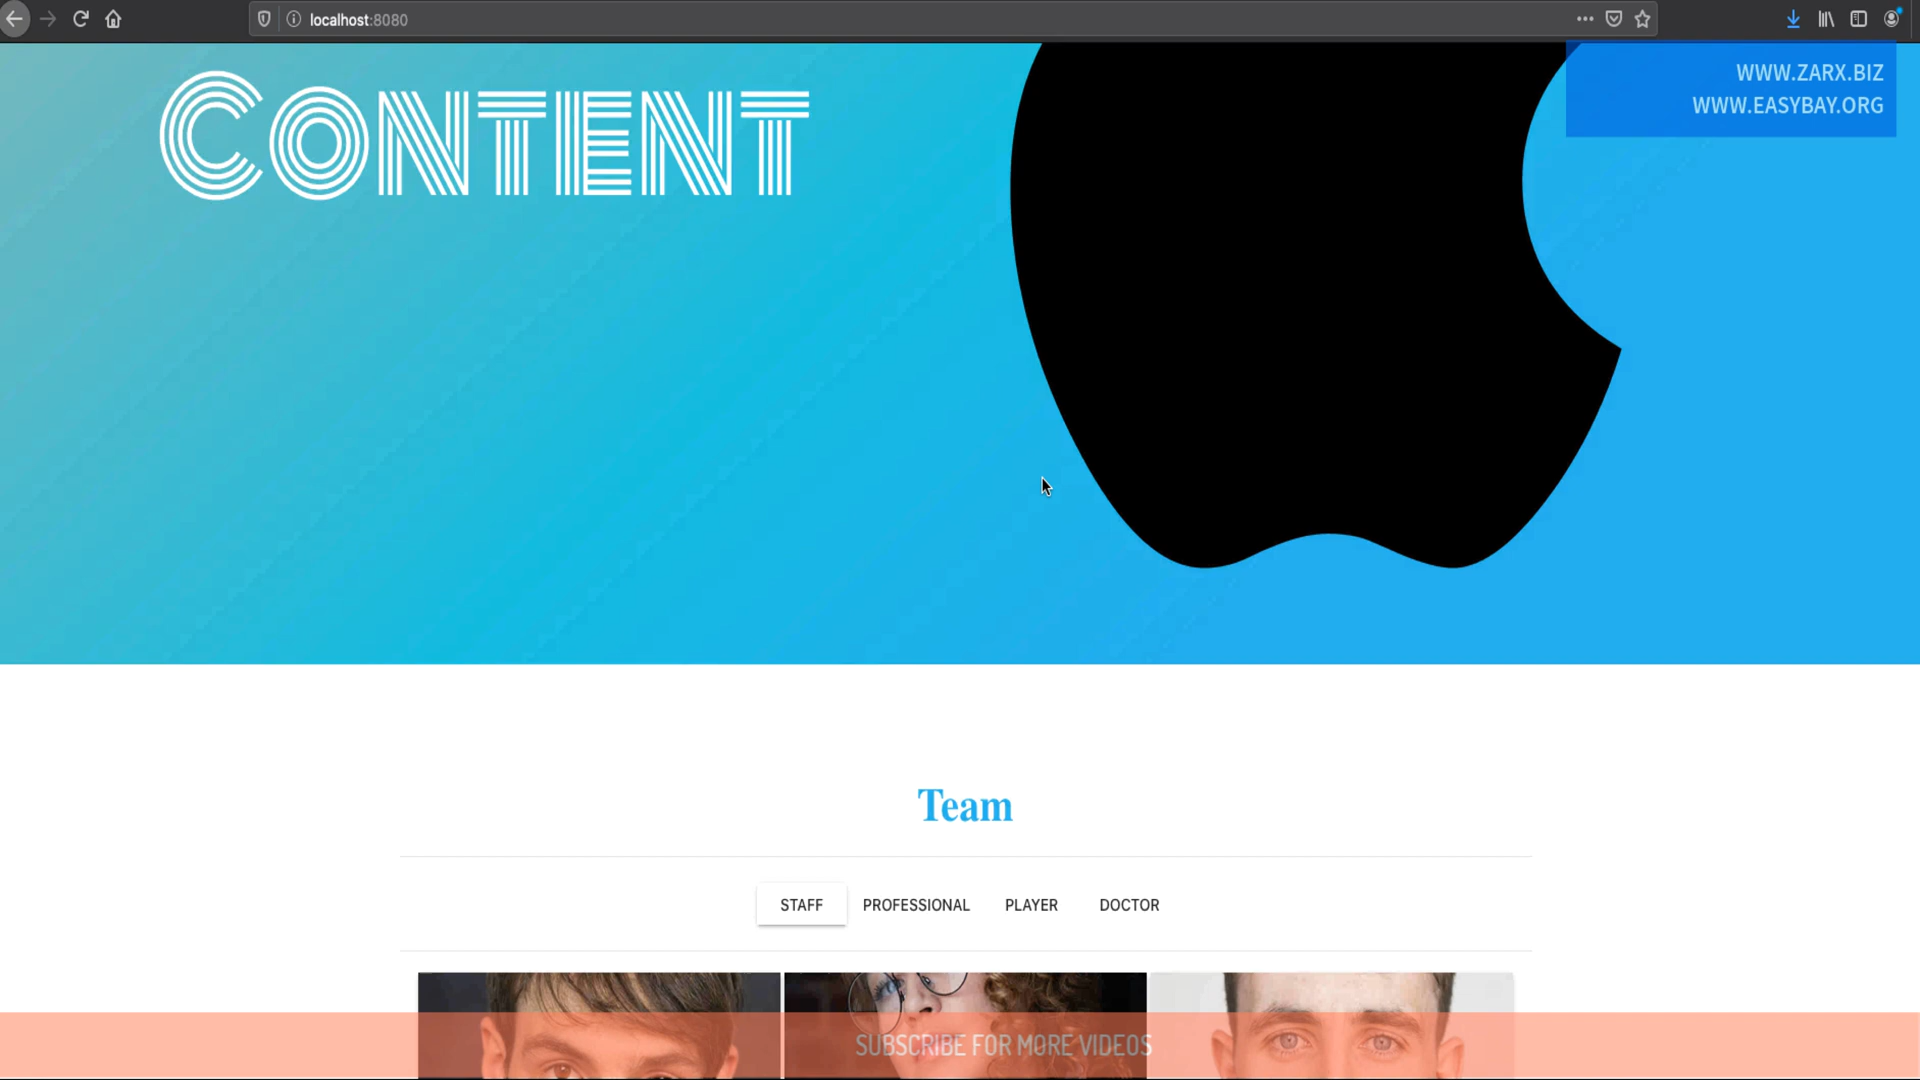 localhost:8080
WWW.ZARX.BIZ
WWW.EASYBAY.ORG
CONTENT
Team
STAFF PROFESSIONAL PLAYER DOCTOR
SUBSCRIBE FOR MORE VIDEOS